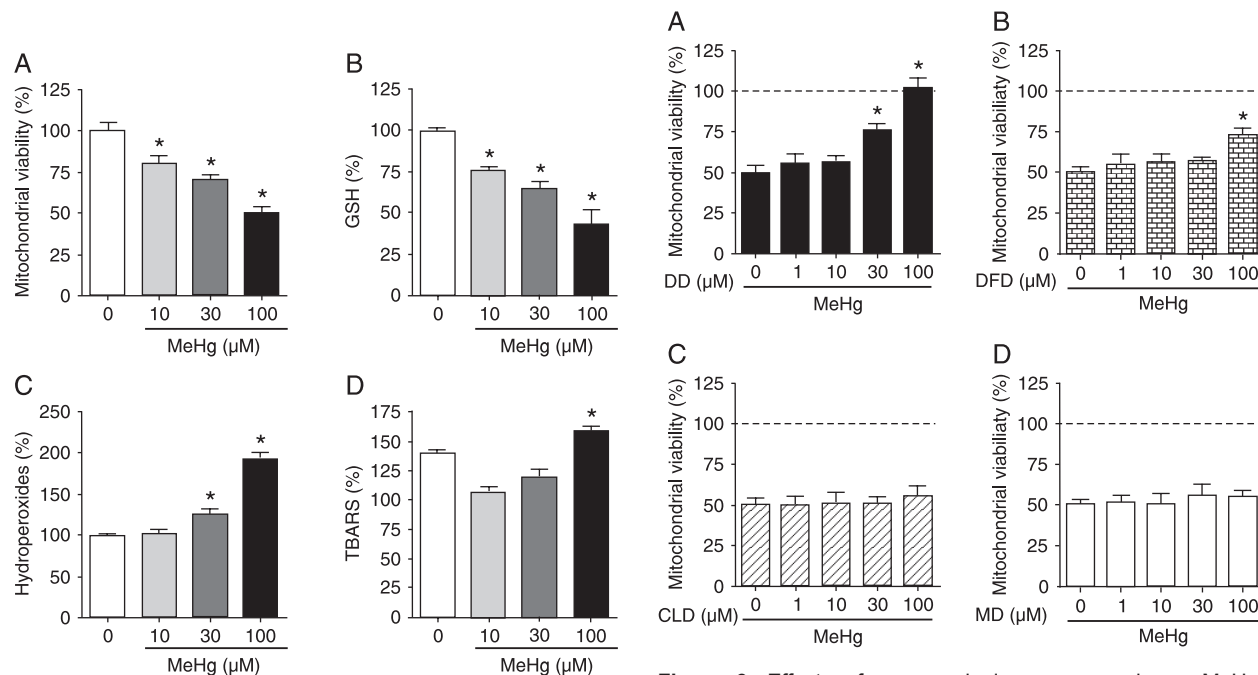 A
Mitochondrial viability (%)
125
100
75
50
25
0
0 10 30 100
MeHg (µM)
B
GSH (%)
125
100
75
50
25
0
0 10 30 100
MeHg (µM)
* * *
* * *
C
Hydroperoxides (%)
250
200
150
100
50
0
* *
0 10 30 100
MeHg (µM)
D
TBARS (%)
175
150
125
100
75
50
25
0
*
0 10 30 100
MeHg (µM)
A
Mitochondrial viability (%)
125
100
75
50
25
0
* *
0 1 10 30 100
DD (µM)
MeHg
B
Mitochondrial viabiliaty (%)
125
100
75
50
25
0
*
0 1 10 30 100
DFD (µM)
MeHg
C
Mitochondrial viability (%)
125
100
75
50
25
0
0 1 10 30 100
CLD (µM)
MeHg
D
Mitochondrial viabiliaty (%)
125
100
75
50
25
0
0 1 10 30 100
MD (µM)
MeHg